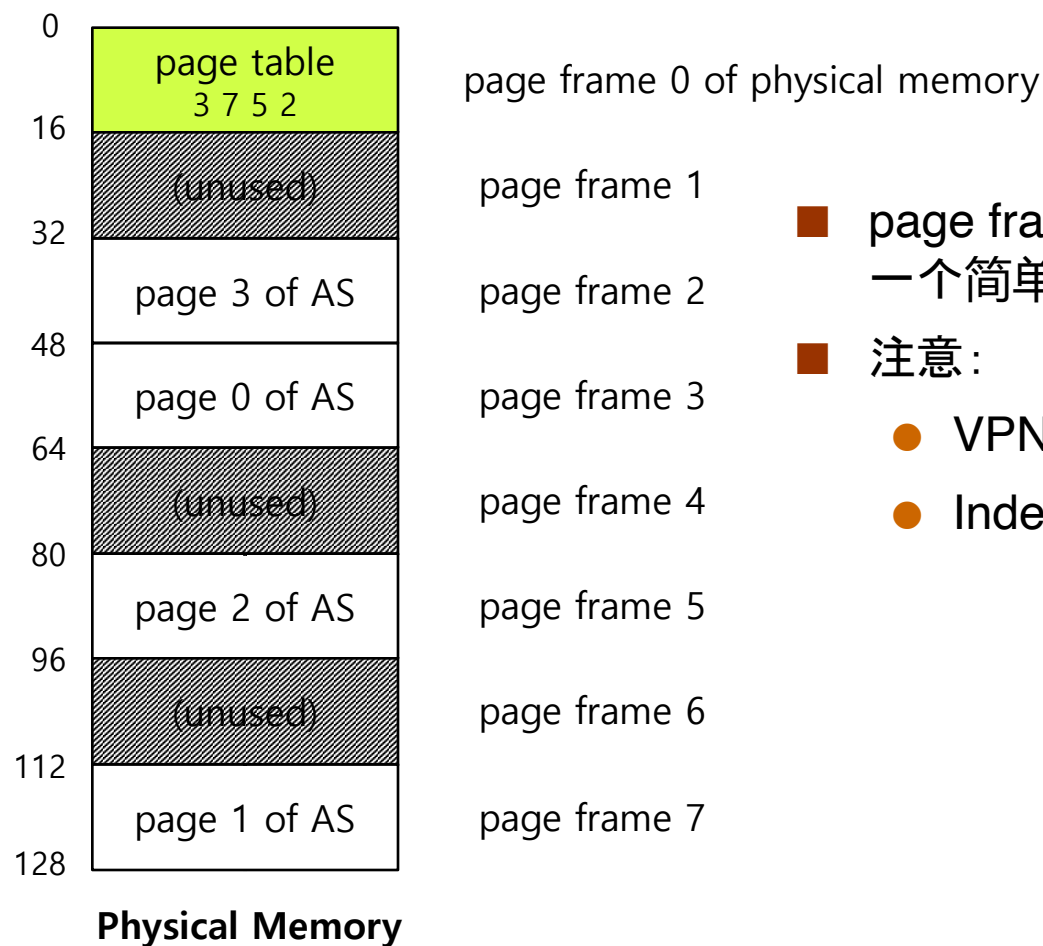 0
page table
3 7 5 2
page frame 0 of physical memory
16
(unused)
page frame 1
32
page 3 of AS
page frame 2
48
page 0 of AS
page frame 3
64
(unused)
page frame 4
80
page 2 of AS
page frame 5
96
(unused)
page frame 6
112
page 1 of AS
page frame 7
128
Physical Memory
page fra
一个简单
注意:
VPN
Inde